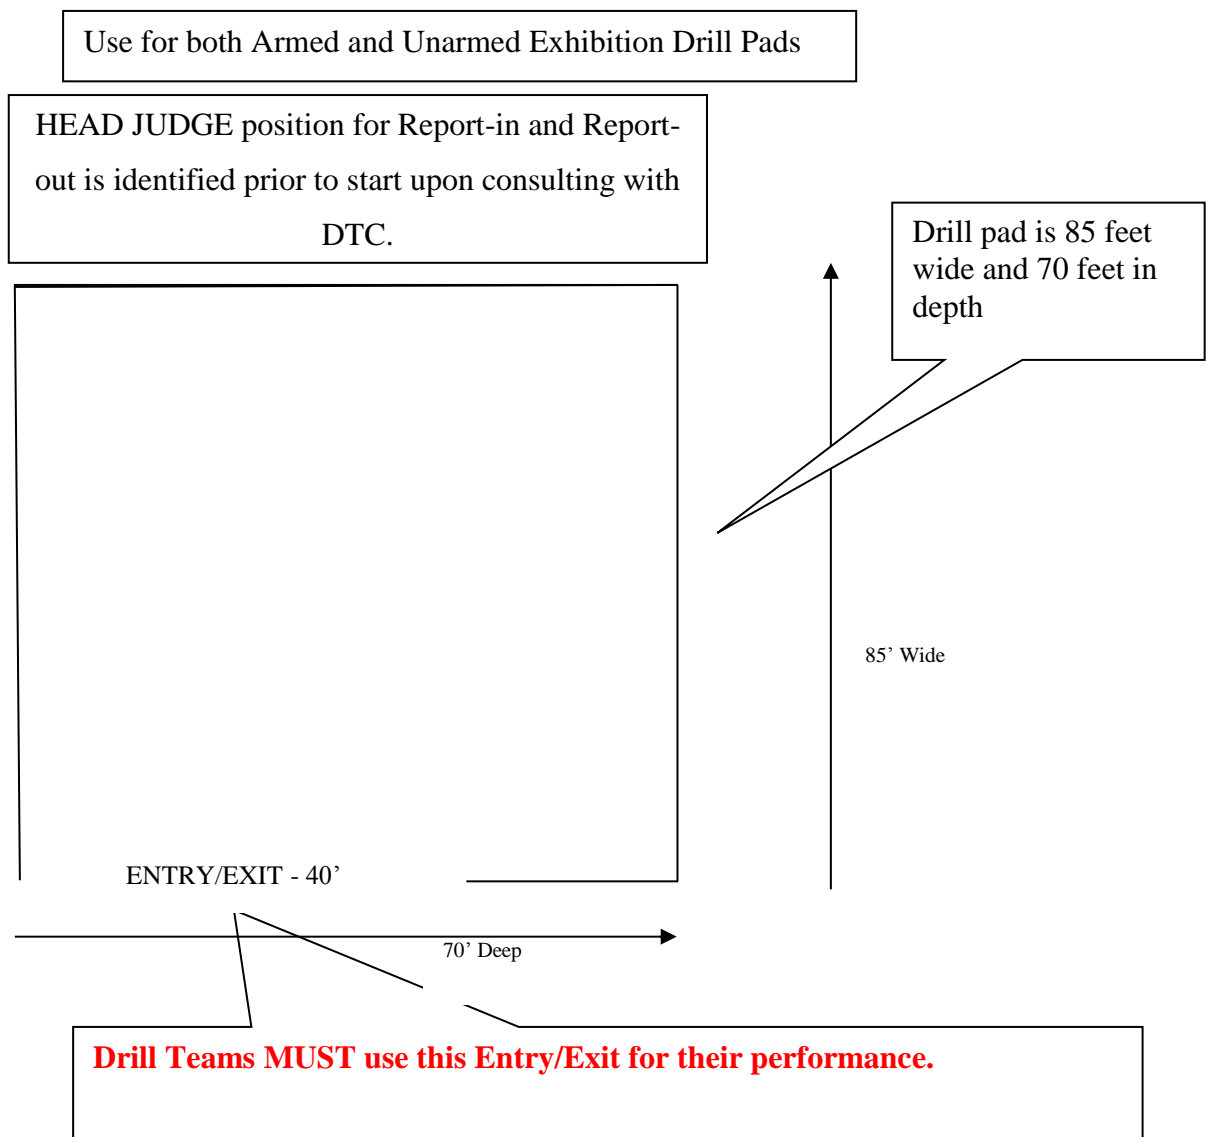 Use for both Armed and Unarmed Exhibition Drill Pads
HEAD JUDGE position for Report-in and Report-
out is identified prior to start upon consulting with
DTC.
Drill pad is 85 feet
wide and 70 feet in
depth
85’ Wide
ENTRY/EXIT - 40’
70’ Deep
Drill Teams MUST use this Entry/Exit for their performance.